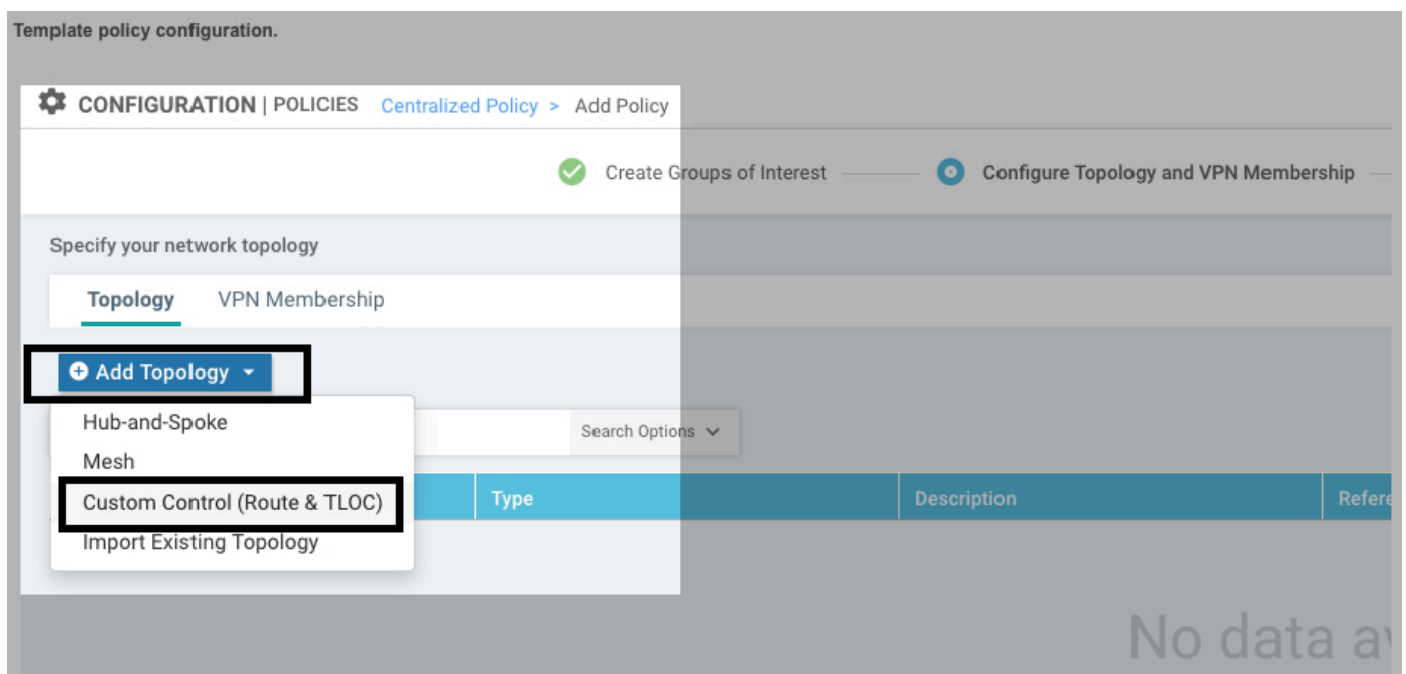 Template policy configuration.
CONFIGURATION | POLICIES Centralized Policy > Add Policy
Create Groups of Interest Configure Topology and VPN Membership
Specify your network topology
Topology VPN Membership
Add Topology
Hub-and-Spoke
Search Options
Mesh
Custom Control (Route & TLOC)
Type Description Refere
Import Existing Topology
No data av